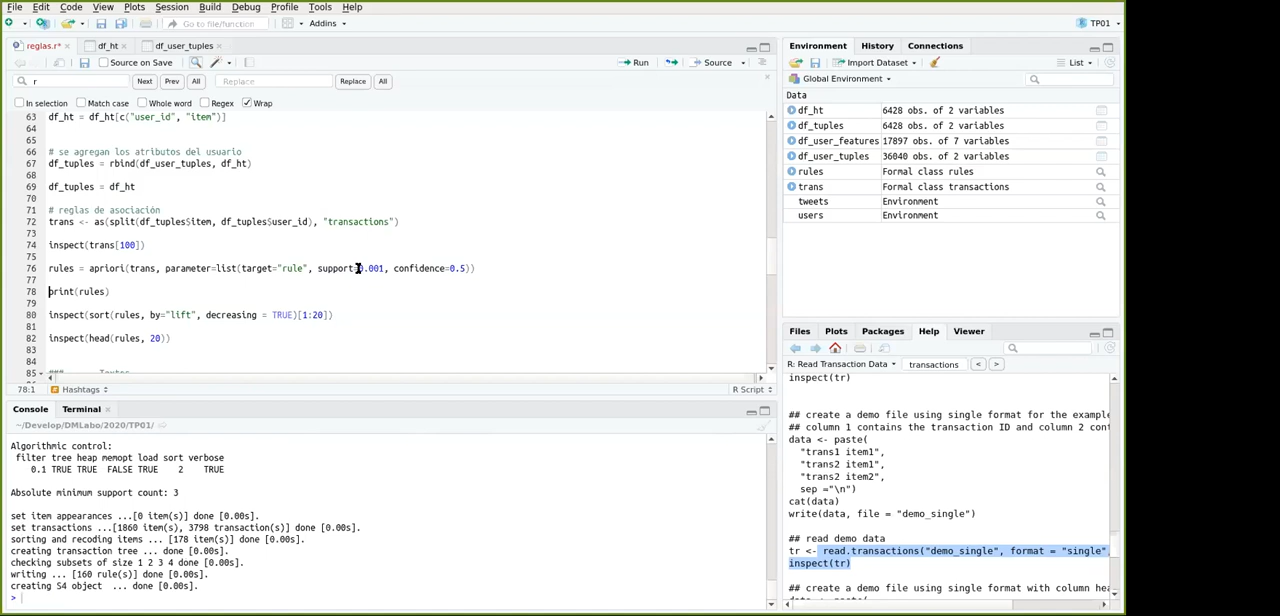 File Edit Code View Plots Session Build Debug Profile Tools Help
Go to file/function Addins TP01
reglas.r* df_ht df_user_tuples
Source on Save Run Source
r Next Prev All Replace Replace All
In selection Match case Whole word Regex Wrap
63 df_ht = df_ht[c("user_id", "item")]
64
65
66 # se agregan los atributos del usuario
67 df_tuples = rbind(df_user_tuples, df_ht)
68
69 df_tuples = df_ht
70
71 # reglas de asociación
72 trans <- as(split(df_tuples$item, df_tuples$user_id), "transactions")
73
74 inspect(trans[100])
75
76 rules = apriori(trans, parameter=list(target="rule", support=0.001, confidence=0.5))
77
78 print(rules)
79
80 inspect(sort(rules, by="lift", decreasing = TRUE)[1:20])
81
82 inspect(head(rules, 20))
83
84
85 ###
78:1 Hashtags R Script
Console Terminal
~/Develop/DMLabo/2020/TP01/
Algorithmic control:
filter tree heap memopt load sort verbose
0.1 TRUE TRUE FALSE TRUE 2 TRUE
Absolute minimum support count: 3
set item appearances ...[0 item(s)] done [0.00s].
set transactions ...[1860 item(s), 3798 transaction(s)] done [0.00s].
sorting and recoding items ... [178 item(s)] done [0.00s].
creating transaction tree ... done [0.00s].
checking subsets of size 1 2 3 4 done [0.00s].
writing ... [160 rule(s)] done [0.00s].
creating S4 object ... done [0.00s].
>
Environment History Connections
Import Dataset List
Global Environment
Data
df_ht 6428 obs. of 2 variables
df_tuples 6428 obs. of 2 variables
df_user_features 17897 obs. of 7 variables
df_user_tuples 36040 obs. of 2 variables
rules Formal class rules
trans Formal class transactions
tweets Environment
users Environment
Files Plots Packages Help Viewer
R: Read Transaction Data transactions < >
inspect(tr)
## create a demo file using single format for the example
## column 1 contains the transaction ID and column 2 cont
data <- paste(
"trans1 item1",
"trans2 item1",
"trans2 item2",
sep ="\n")
cat(data)
write(data, file = "demo_single")
## read demo data
tr <- read.transactions("demo_single", format = "single",
inspect(tr)
## create a demo file using single format with column hea